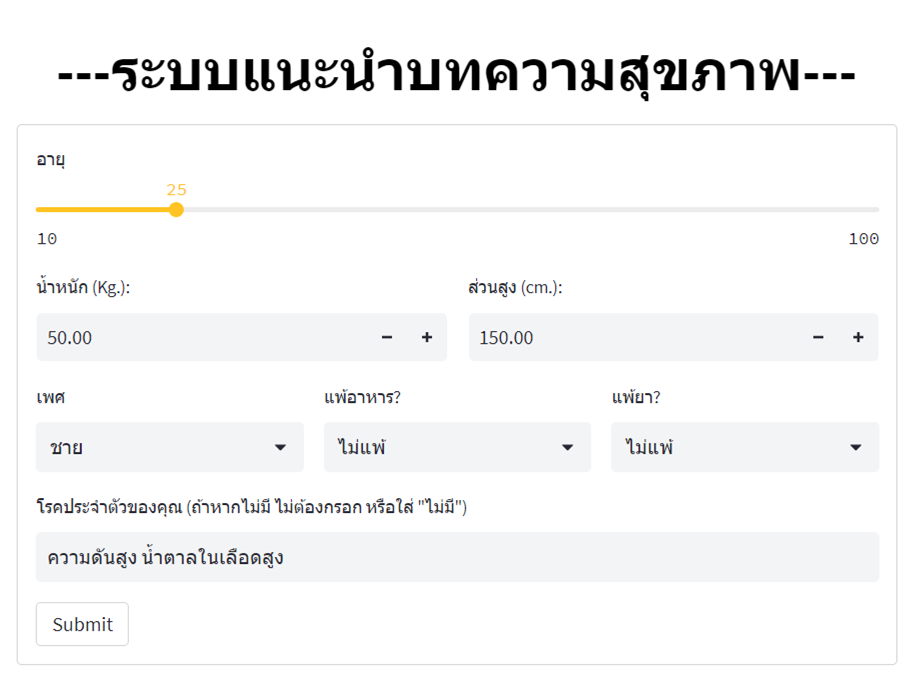 ---ระบบแนะนำบทความสุขภาพ---
อายุ
25
10 100
น้ำหนัก (Kg.): ส่วนสูง (cm.):
50.00 − + 150.00 − +
เพศ แพ้อาหาร? แพ้ยา?
ชาย ไม่แพ้ ไม่แพ้
โรคประจำตัวของคุณ (ถ้าหากไม่มี ไม่ต้องกรอก หรือใส่ "ไม่มี")
ความดันสูง น้ำตาลในเลือดสูง
Submit